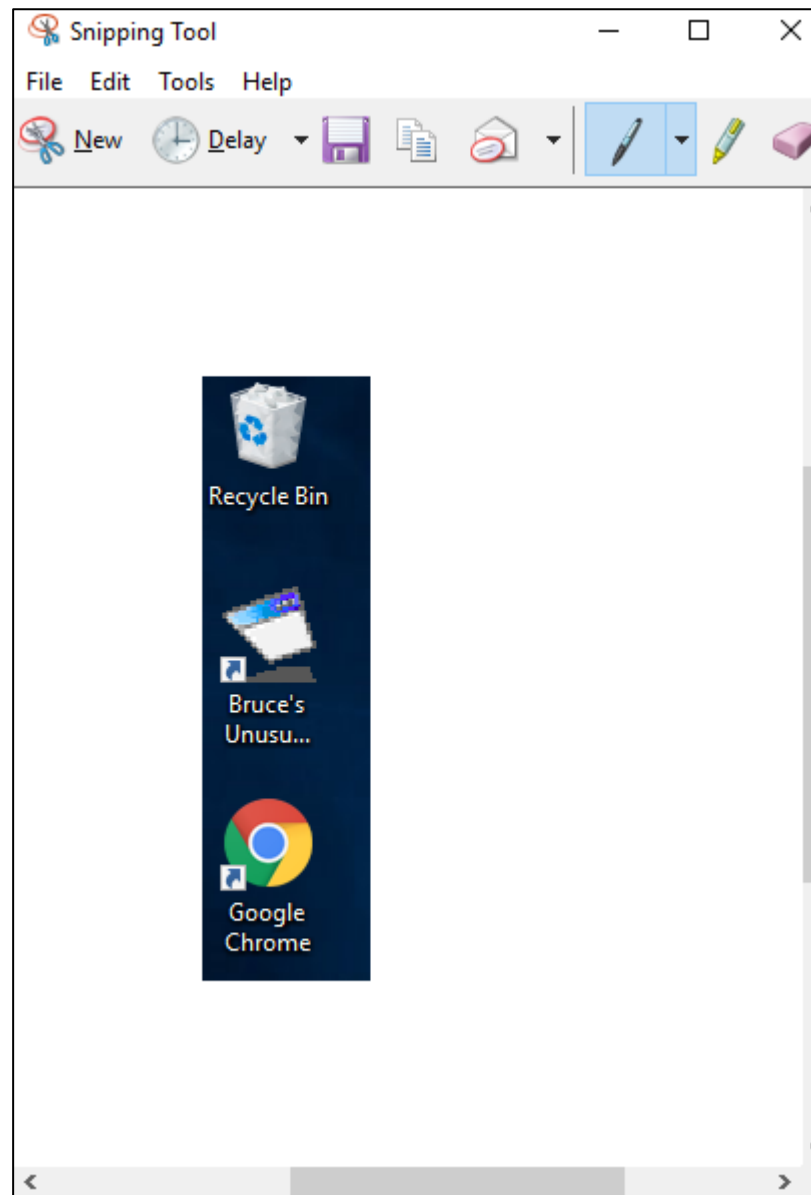 Snipping Tool
File Edit Tools Help
New Delay
Recycle Bin
Bruce's
Unusu...
Google
Chrome